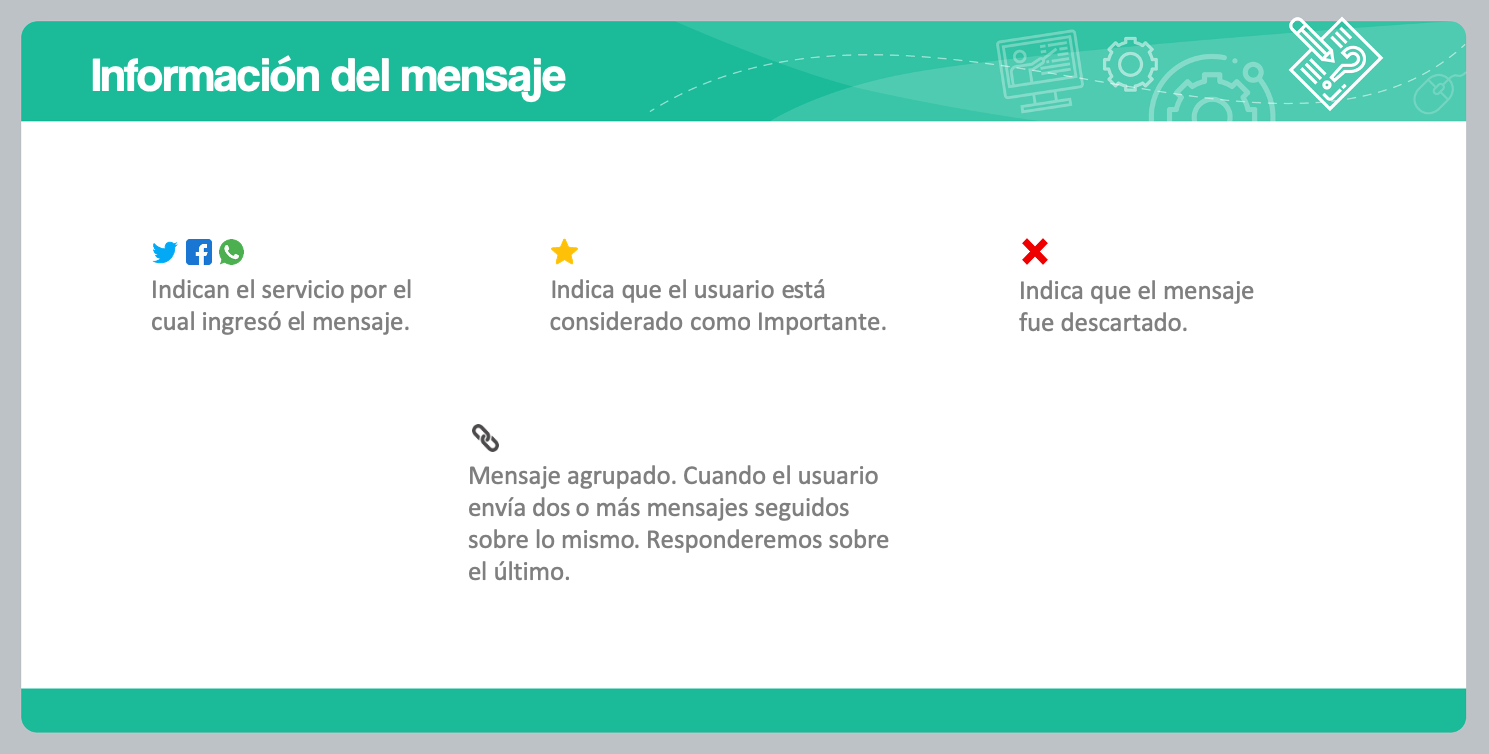 Información del mensaje
Indican el servicio por el
cual ingresó el mensaje.
Indica que el usuario está
considerado como Importante.
Indica que el mensaje
fue descartado.
Mensaje agrupado. Cuando el usuario
envía dos o más mensajes seguidos
sobre lo mismo. Responderemos sobre
el último.